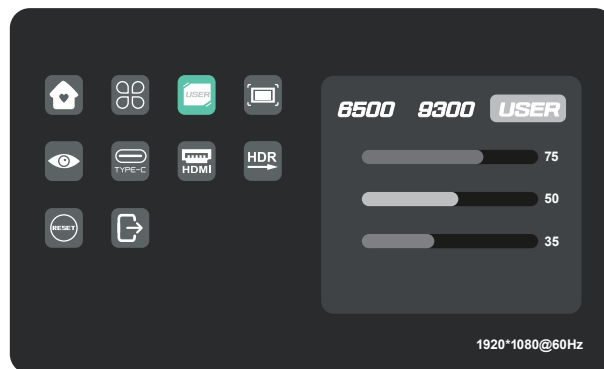 USER
6500 9300 USER
75
TYPE-C HDMI HDR
50
35
RESET
1920*1080@60Hz